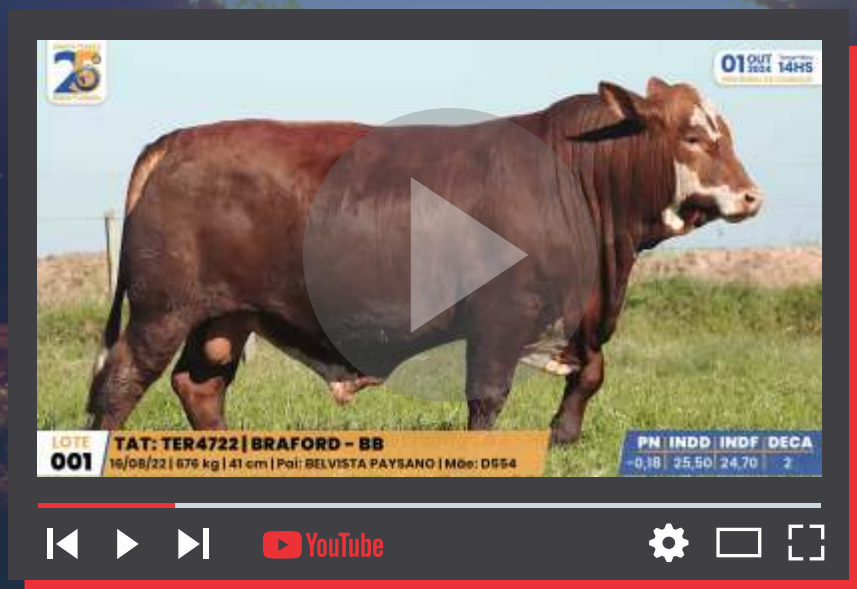 25
01 OUT 2024 14HS
LOTE 001
TAT: TER4722 | BRAFORD - BB
16/08/22 | 676 kg | 41 cm | Pai: BELVISTA PAYSANO | Mãe: D554
PN INDD INDF DECA
-0,18 25,50 24,70 2
YouTube